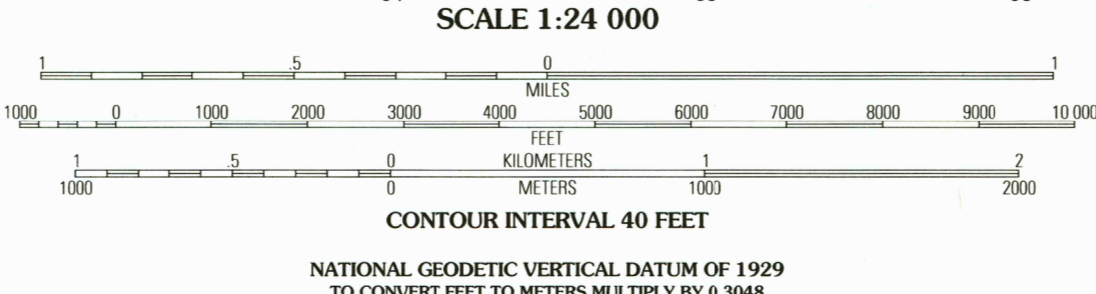 SCALE 1:24 000
1 .5 0 1
MILES
1000 0 1000 2000 3000 4000 5000 6000 7000 8000 9000 10 000
FEET
1 .5 0 KILOMETERS 1 2
1000 0 METERS 1000 2000
CONTOUR INTERVAL 40 FEET
NATIONAL GEODETIC VERTICAL DATUM OF 1929
TO CONVERT FEET TO METERS MULTIPLY BY 0.3048